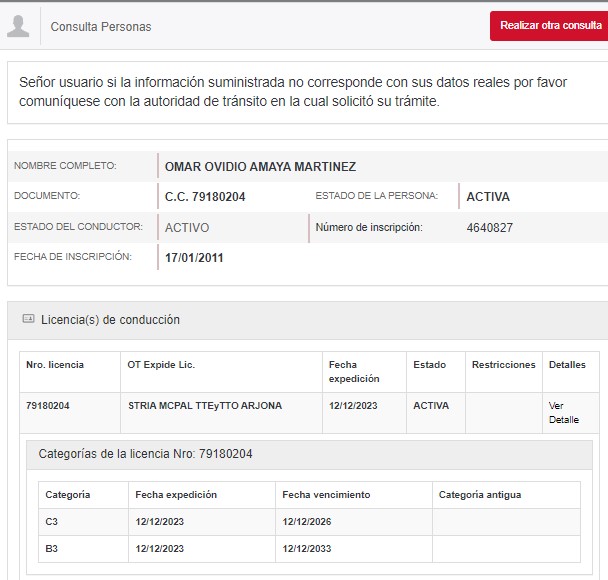 Consulta Personas
Realizar otra consulta
Señor usuario si la información suministrada no corresponde con sus datos reales por favor
comuníquese con la autoridad de tránsito en la cual solicitó su trámite.
NOMBRE COMPLETO: OMAR OVIDIO AMAYA MARTINEZ
DOCUMENTO: C.C. 79180204 ESTADO DE LA PERSONA: ACTIVA
ESTADO DEL CONDUCTOR: ACTIVO Número de inscripción: 4640827
FECHA DE INSCRIPCIÓN: 17/01/2011
Licencia(s) de conducción
Nro. licencia OT Expide Lic. Fecha expedición Estado Restricciones Detalles
79180204 STRIA MCPAL TTEyTTO ARJONA 12/12/2023 ACTIVA Ver Detalle
Categorías de la licencia Nro: 79180204
Categoría Fecha expedición Fecha vencimiento Categoria antigua
C3 12/12/2023 12/12/2026
B3 12/12/2023 12/12/2033